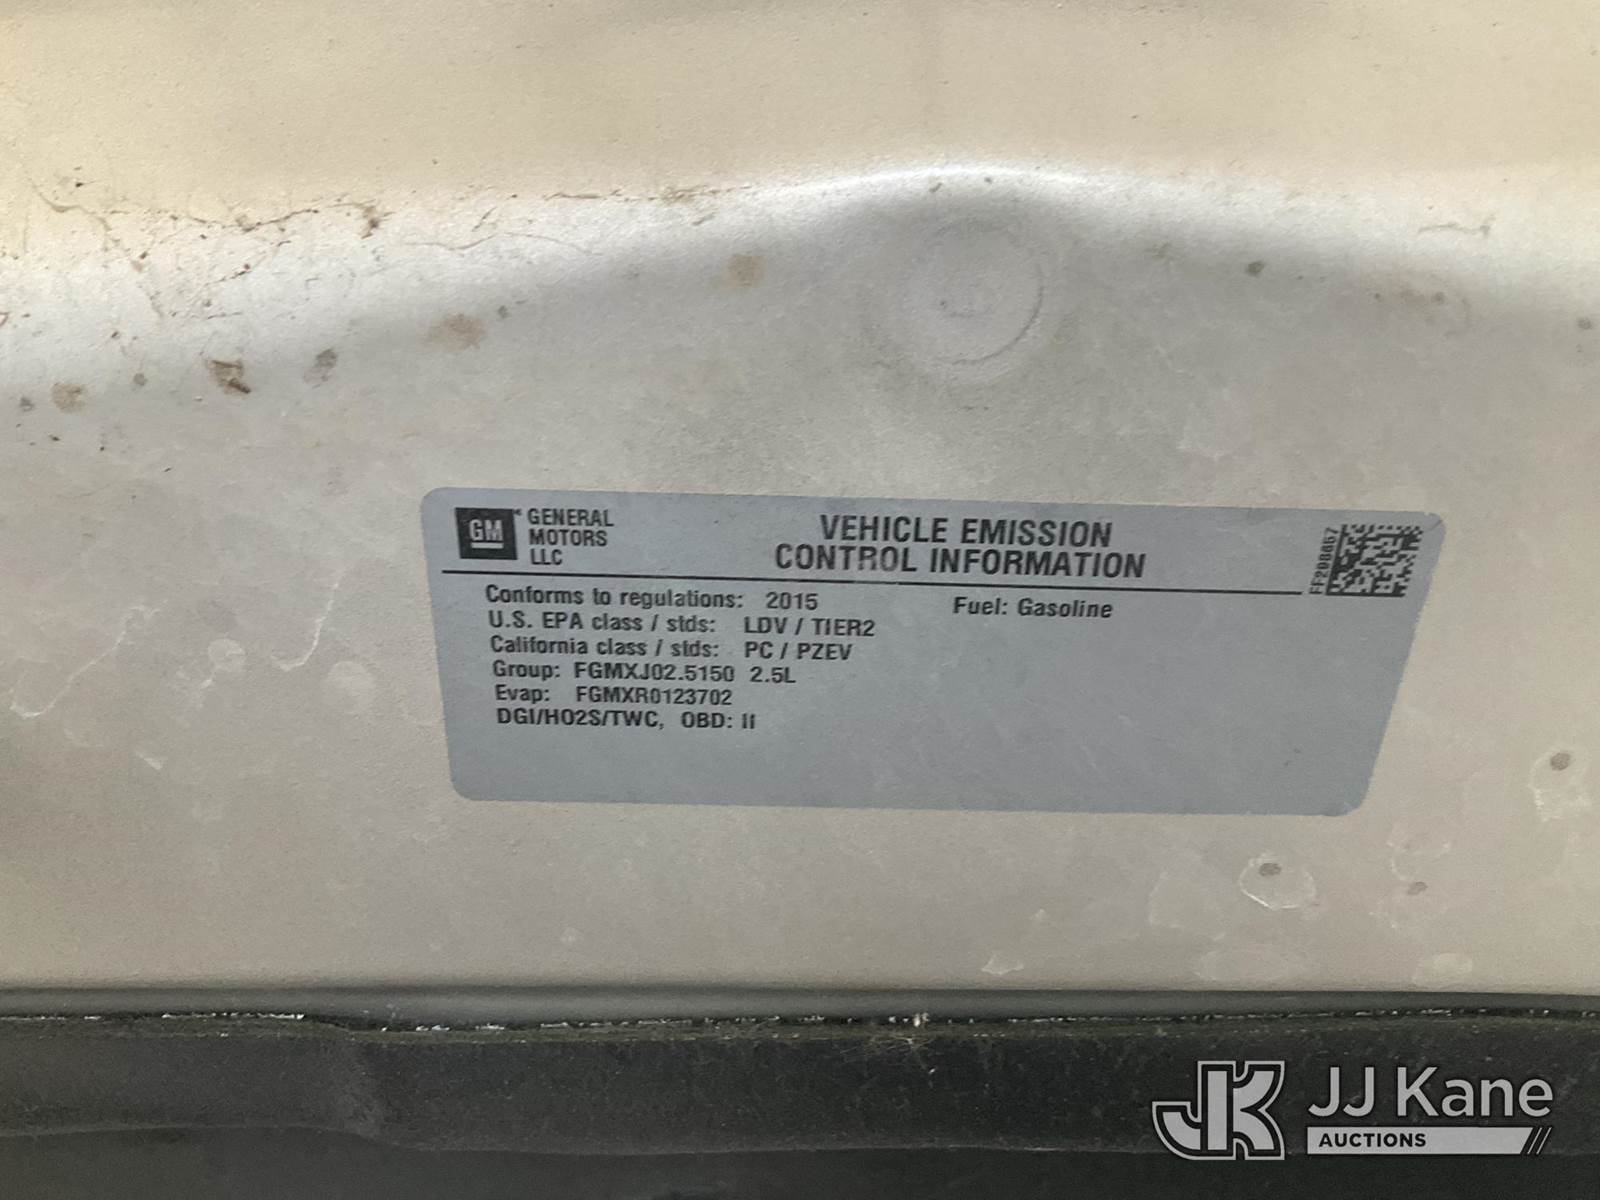 GM
GENERAL
MOTORS
LLC
VEHICLE EMISSION
CONTROL INFORMATION
Conforms to regulations: 2015
Fuel: Gasoline
U.S. EPA class / stds: LDV / TIER2
California class / stds: PC / PZEV
Group: FGMXJ02.5150 2.5L
Evap: FGMXR0123702
DGI/HO2S/TWC, OBD: II
JK
JJ Kane
AUCTIONS